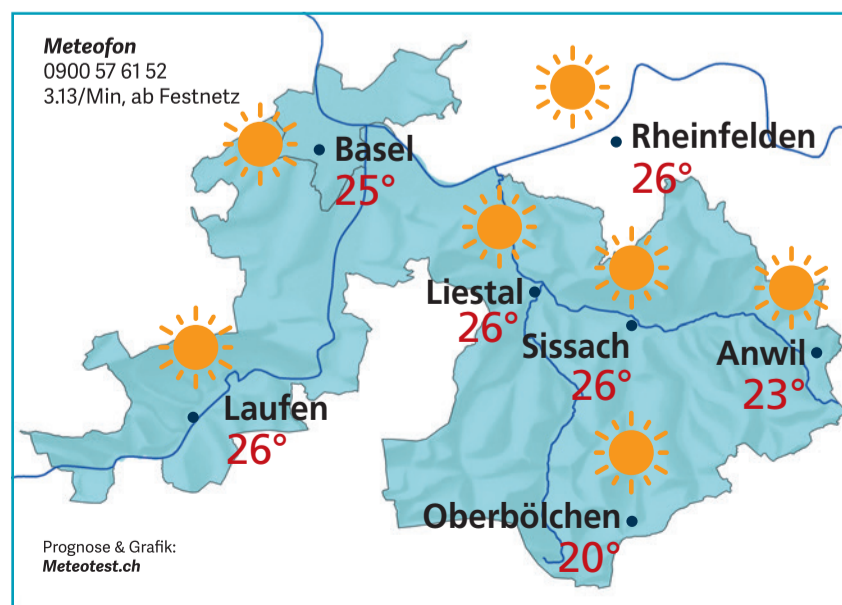 Meteofon
0900 57 61 52
3.13/Min, ab Festnetz
Basel
25°
Rheinfelden
26°
Liestal
26°
Sissach
26°
Anwil
23°
Laufen
26°
Oberbölchen
20°
Prognose & Grafik:
Meteotest.ch